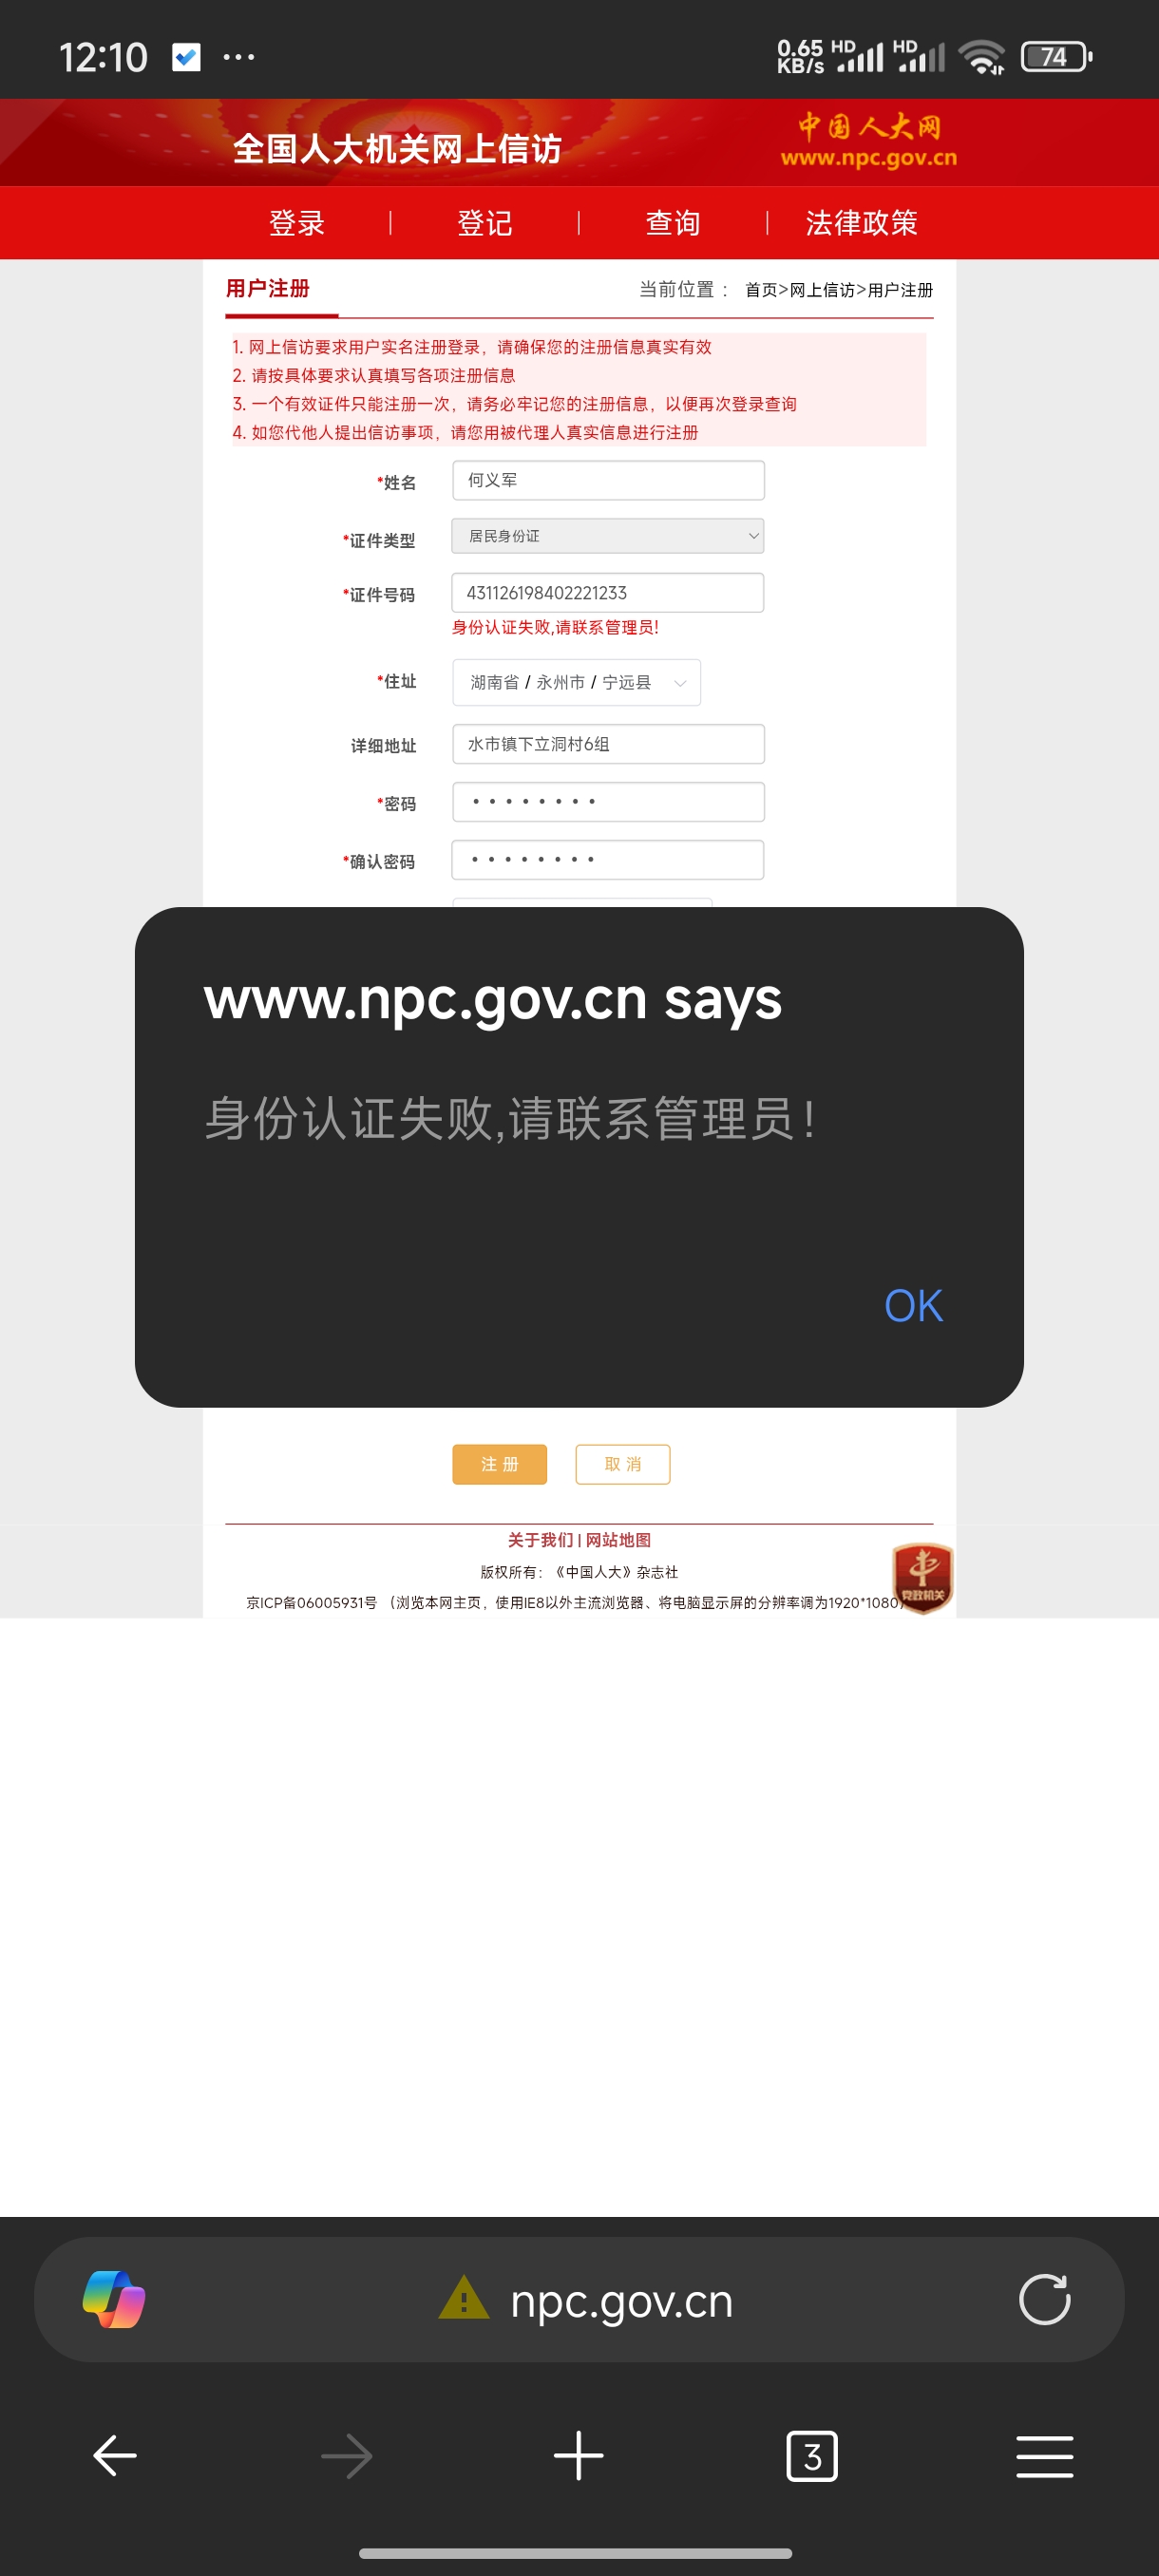 12:10
0.65 KB/s HD HD 74
全国人大机关网上信访
中国人大网
www.npc.gov.cn
登录 | 登记 | 查询 | 法律政策
用户注册 当前位置： 首页>网上信访>用户注册
1. 网上信访要求用户实名注册登录，请确保您的注册信息真实有效
2. 请按具体要求认真填写各项注册信息
3. 一个有效证件只能注册一次，请务必牢记您的注册信息，以便再次登录查询
4. 如您代他人提出信访事项，请您用被代理人真实信息进行注册
*姓名 何义军
*证件类型 居民身份证
*证件号码 431126198402221233
身份认证失败,请联系管理员!
*住址 湖南省 / 永州市 / 宁远县
详细地址 水市镇下立洞村6组
*密码 ••••••••
*确认密码 ••••••••
www.npc.gov.cn says
身份认证失败,请联系管理员!
OK
注 册 取 消
关于我们 | 网站地图
版权所有：《中国人大》杂志社
京ICP备06005931号 （浏览本网主页，使用IE8以外主流浏览器、将电脑显示屏的分辨率调为1920*1080）
党政机关
npc.gov.cn
3